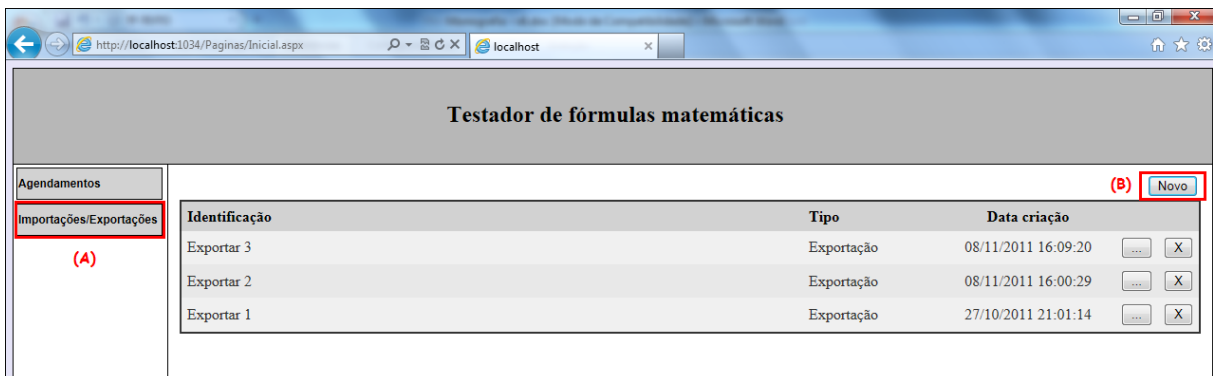 http://localhost:1034/Paginas/Inicial.aspx localhost
Testador de fórmulas matemáticas
Agendamentos
(B) Novo
Importações/Exportações
(A)
Identificação Tipo Data criação
Exportar 3 Exportação 08/11/2011 16:09:20 ... X
Exportar 2 Exportação 08/11/2011 16:00:29 ... X
Exportar 1 Exportação 27/10/2011 21:01:14 ... X